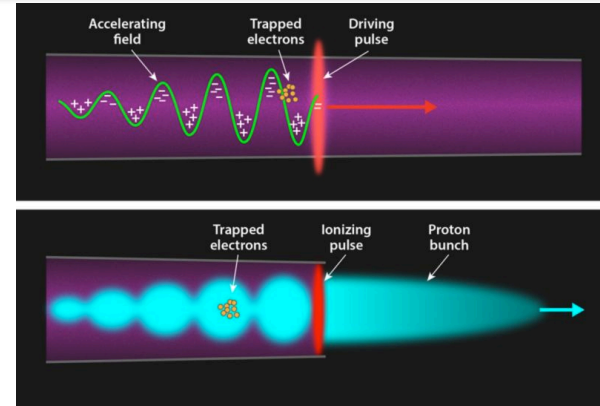 Accelerating
field
Trapped
electrons
Driving
pulse
Trapped
electrons
Ionizing
pulse
Proton
bunch